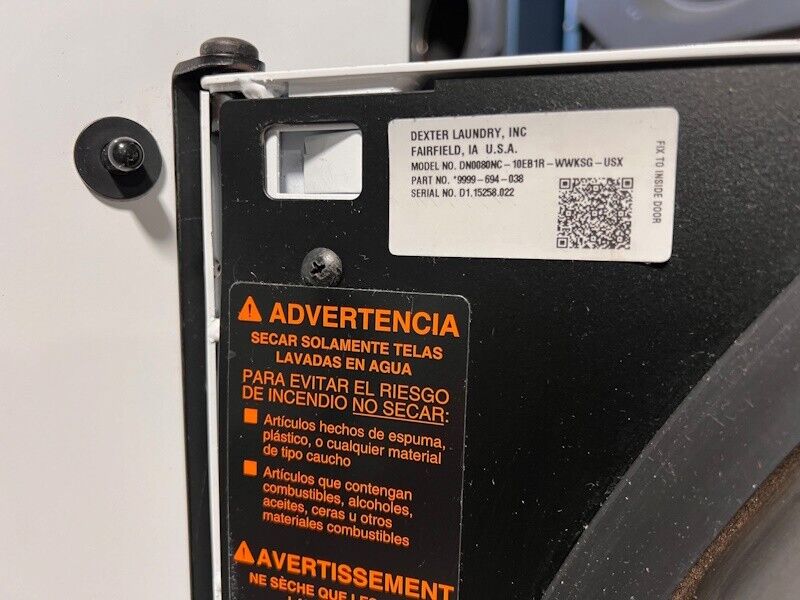 DEXTER LAUNDRY, INC
FAIRFIELD, IA U.S.A.
MODEL NO. DN0080NC-10EB1R-WWKSG-USX
PART NO. *9999-694-038
SERIAL NO. D1.15258.022
FIX TO INSIDE DOOR
ADVERTENCIA
SECAR SOLAMENTE TELAS
LAVADAS EN AGUA
PARA EVITAR EL RIESGO
DE INCENDIO NO SECAR:
Artículos hechos de espuma,
plástico, o cualquier material
de tipo caucho
Artículos que contengan
combustibles, alcoholes,
aceites, ceras u otros
materiales combustibles
AVERTISSEMENT
NE SÈCHE QUE LES